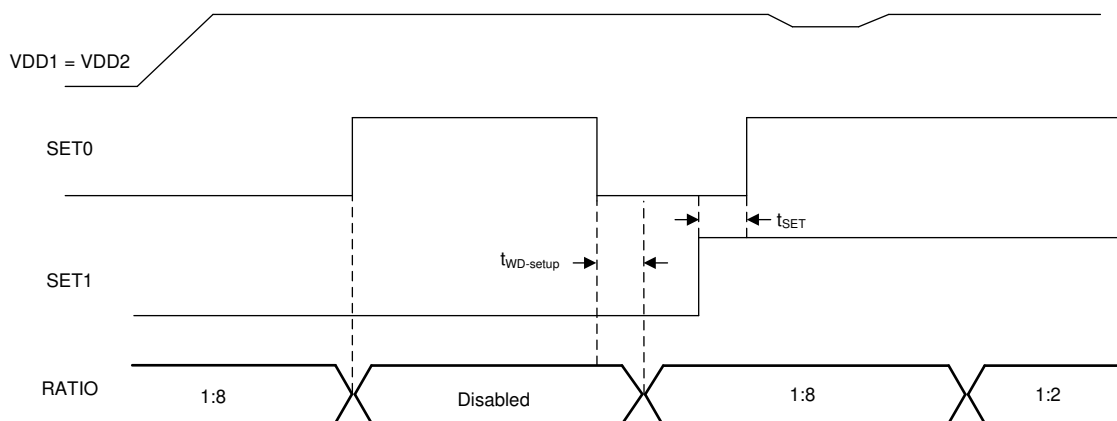 VDD1 = VDD2
SET0
tSET
tWD-setup
SET1
RATIO
1:8
Disabled
1:8
1:2